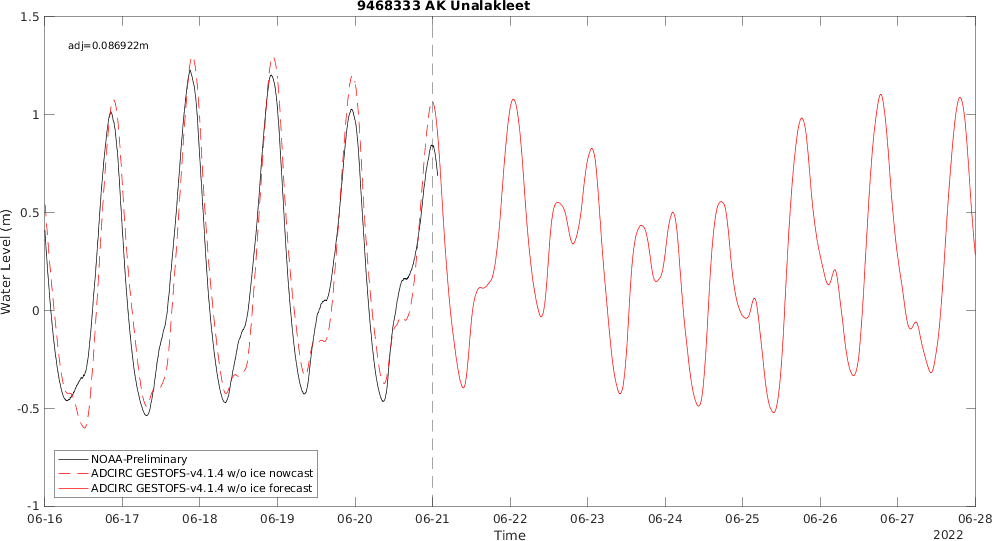 9468333 AK Unalakleet
adj=0.086922m
1.5
1
0.5
0
-0.5
-1
Water Level (m)
NOAA-Preliminary
ADCIRC GESTOFS-v4.1.4 w/o ice nowcast
ADCIRC GESTOFS-v4.1.4 w/o ice forecast
06-16 06-17 06-18 06-19 06-20 06-21 06-22 06-23 06-24 06-25 06-26 06-27 06-28
Time
2022